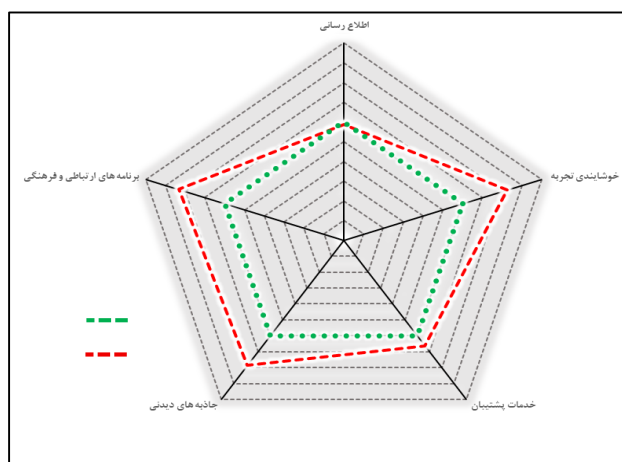 اطلاع رسانی
خوشایندی تجربه
برنامه های ارتباطی و فرهنگی
خدمات پشتیبان
جاذبه های دیدنی